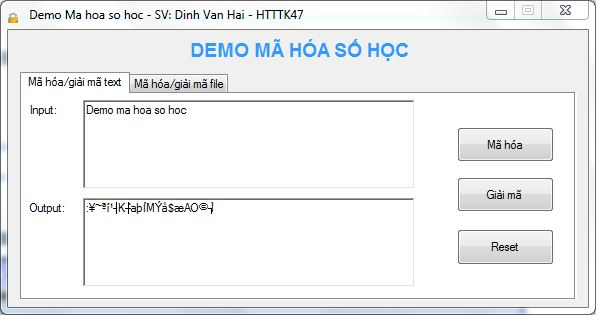 Demo Ma hoa so hoc - SV: Dinh Van Hai - HTTTK47
DEMO MÃ HÓA SỐ HỌC
Mã hóa/giải mã text
Mã hóa/giải mã file
Input:
Demo ma hoa so hoc
Mã hóa
Giải mã
Output:
Reset